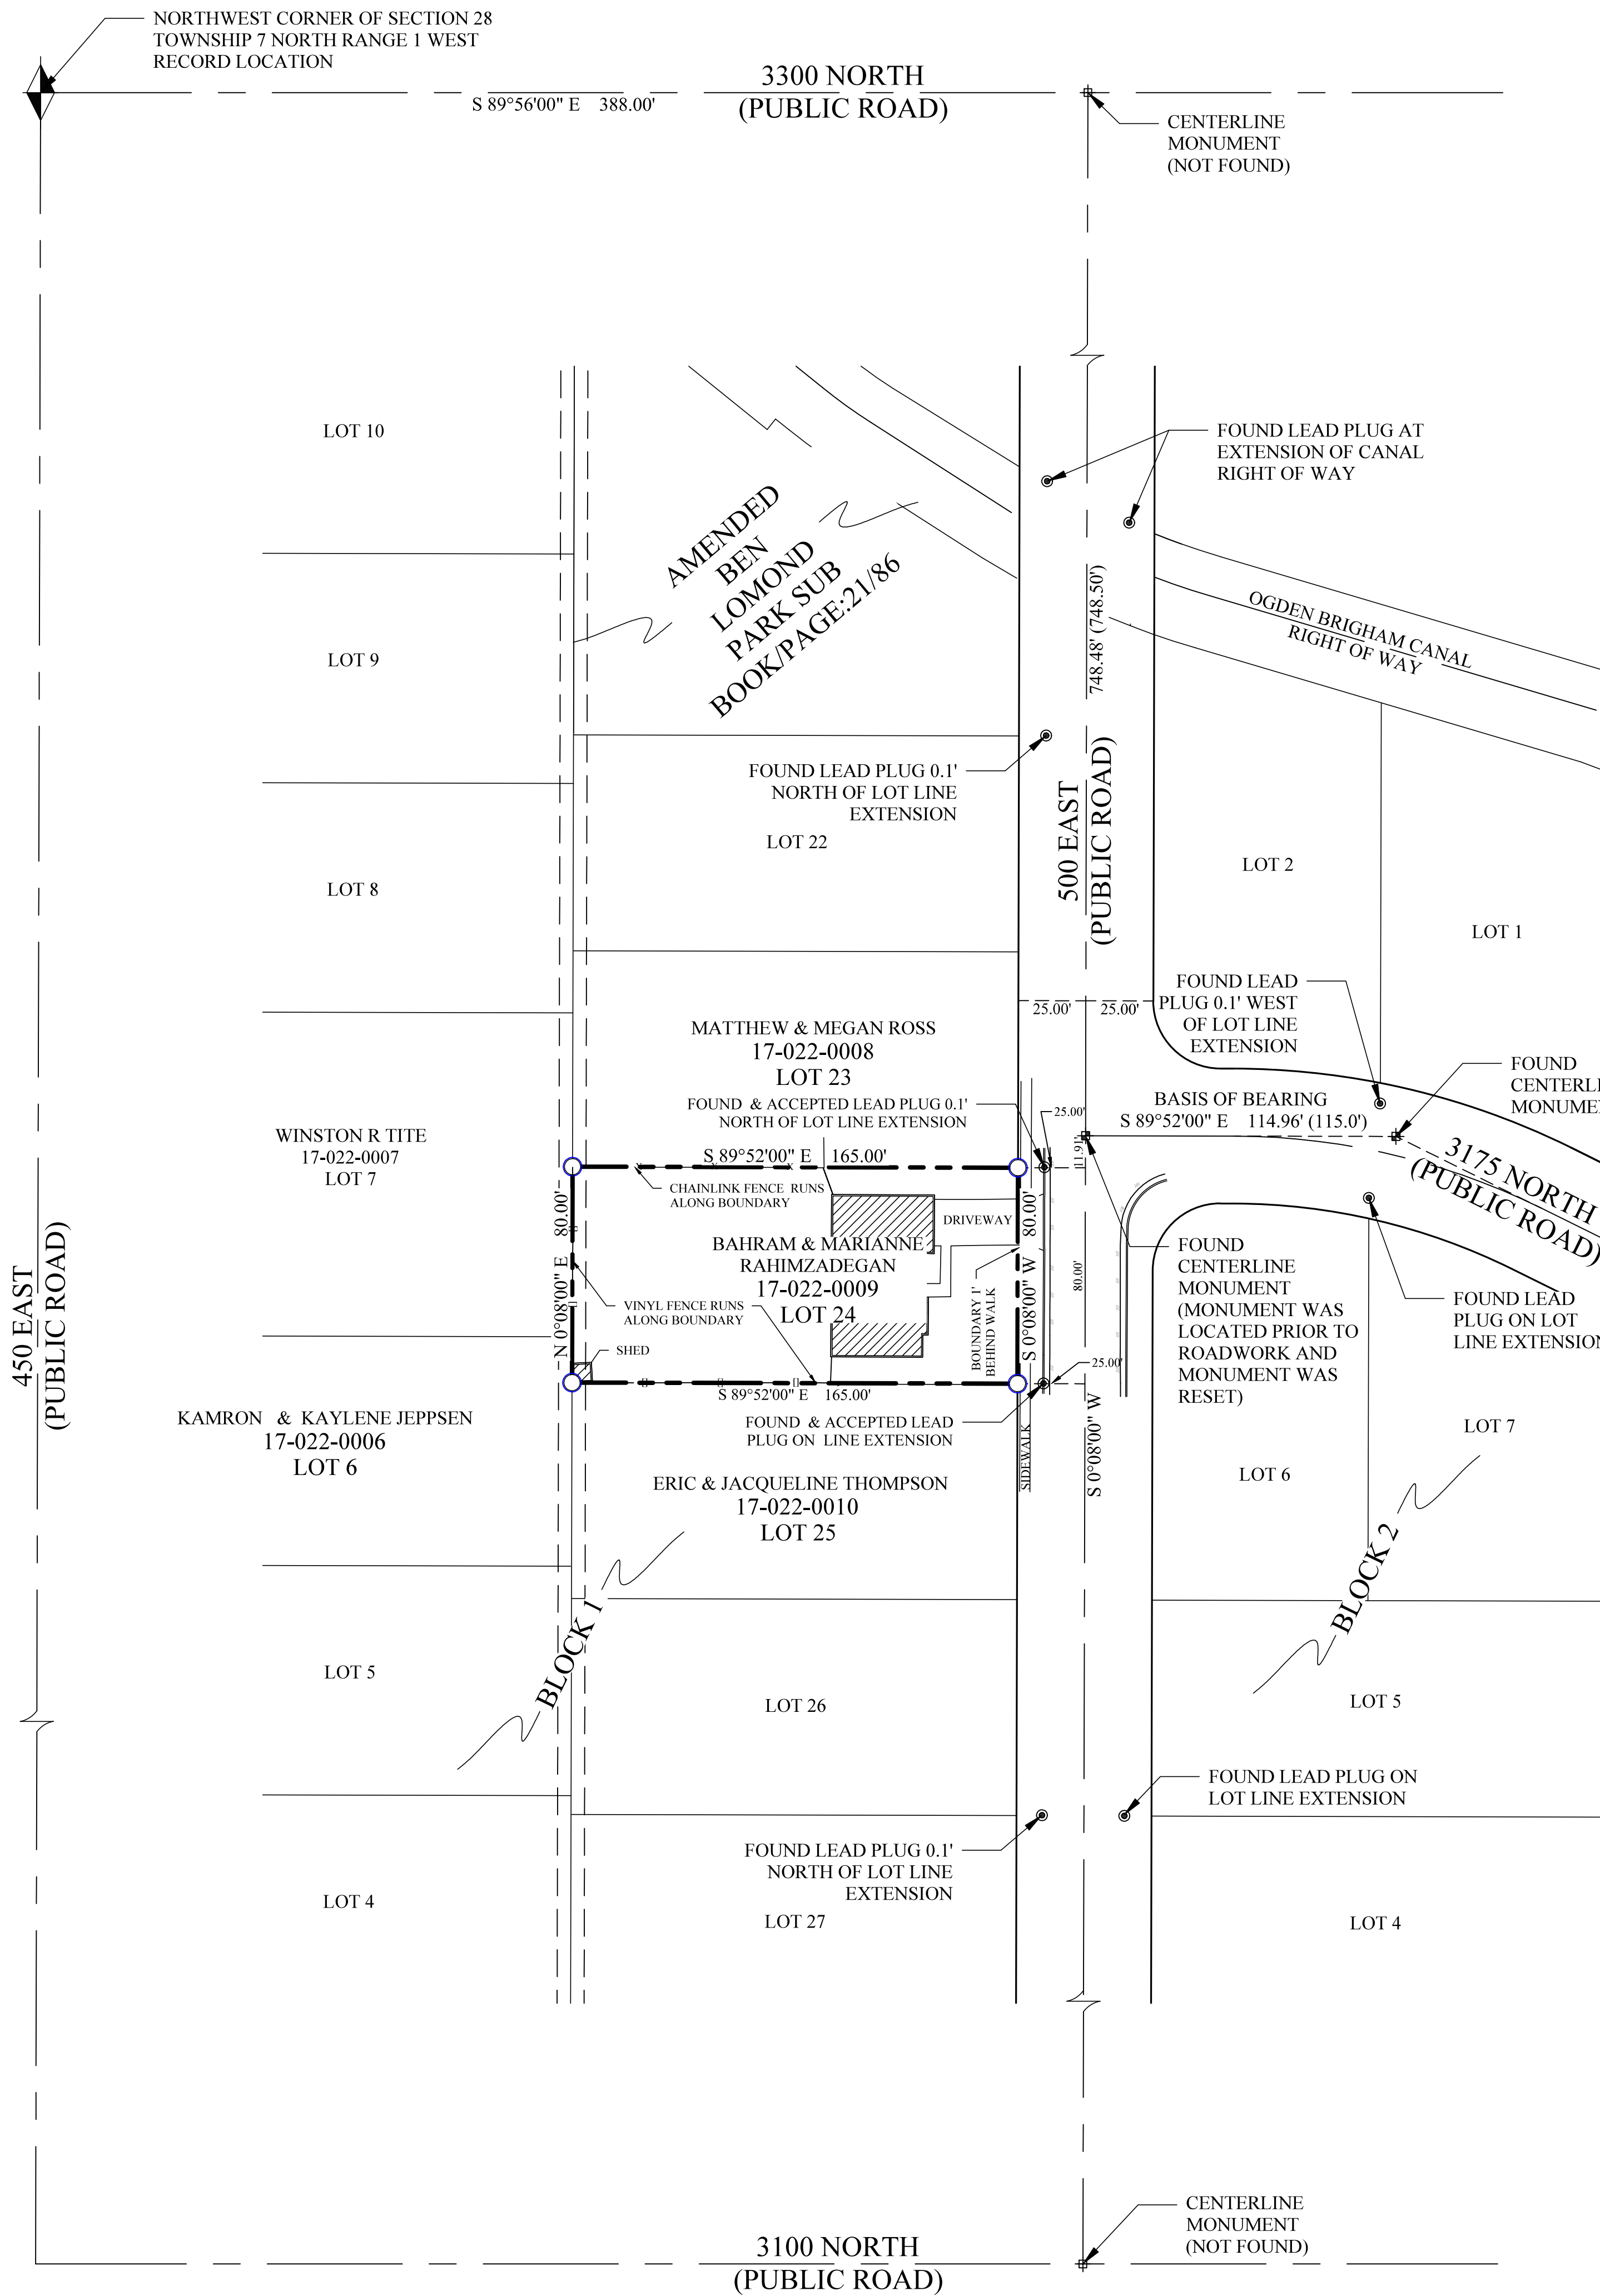 NORTHWEST CORNER OF SECTION 28
TOWNSHIP 7 NORTH RANGE 1 WEST
RECORD LOCATION
3300 NORTH
(PUBLIC ROAD)
S 89°56'00" E 388.00'
CENTERLINE
MONUMENT
(NOT FOUND)
LOT 10
FOUND LEAD PLUG AT
EXTENSION OF CANAL
RIGHT OF WAY
AMENDED
BEN
LOMOND
PARK SUB
BOOK/PAGE:21/86
748.48' (748.50')
OGDEN BRIGHAM CANAL
RIGHT OF WAY
LOT 9
FOUND LEAD PLUG 0.1'
NORTH OF LOT LINE
EXTENSION
LOT 22
500 EAST
(PUBLIC ROAD)
LOT 2
LOT 8
LOT 1
FOUND LEAD
PLUG 0.1' WEST
OF LOT LINE
EXTENSION
25.00'
25.00'
MATTHEW & MEGAN ROSS
17-022-0008
LOT 23
FOUND
MONUME
FOUND & ACCEPTED LEAD PLUG 0.1'
NORTH OF LOT LINE EXTENSION
25.00'
BASIS OF BEARING
S 89°52'00" E 114.96' (115.0')
WINSTON R TITE
17-022-0007
LOT 7
S 89°52'00" E 165.00'
3175 NORTH
(PUBLIC ROAD)
CHAINLINK FENCE RUNS
ALONG BOUNDARY
N 0°08'00" E 80.00'
DRIVEWAY
S 0°08'00" W 80.00'
BAHRAM & MARIANNE
RAHIMZADEGAN
17-022-0009
LOT 24
80.00'
FOUND
CENTERLINE
MONUMENT
(MONUMENT WAS
LOCATED PRIOR TO
ROADWORK AND
MONUMENT WAS
RESET)
450 EAST
(PUBLIC ROAD)
VINYL FENCE RUNS
ALONG BOUNDARY
BOUNDARY 1'
BEHIND WALK
FOUND LEAD
PLUG ON LOT
LINE EXTENSION
SHED
25.00'
S 89°52'00" E 165.00'
KAMRON & KAYLENE JEPPSEN
17-022-0006
LOT 6
FOUND & ACCEPTED LEAD
PLUG ON LINE EXTENSION
SIDEWALK
S 0°08'00" W
LOT 7
LOT 6
ERIC & JACQUELINE THOMPSON
17-022-0010
LOT 25
BLOCK 1
BLOCK 2
LOT 5
LOT 26
LOT 5
FOUND LEAD PLUG ON
LOT LINE EXTENSION
FOUND LEAD PLUG 0.1'
NORTH OF LOT LINE
EXTENSION
LOT 4
LOT 27
LOT 4
CENTERLINE
MONUMENT
(NOT FOUND)
3100 NORTH
(PUBLIC ROAD)